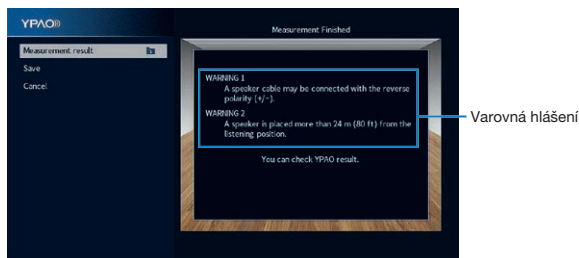 YPAO
Measurement result
Save
Cancel
Measurement Finished
WARNING 1
A speaker cable may be connected with the reverse
polarity (+/-).
WARNING 2
A speaker is placed more than 24 m (80 ft) from the
listening position.
You can check YPAO result.
Varovná hlášení